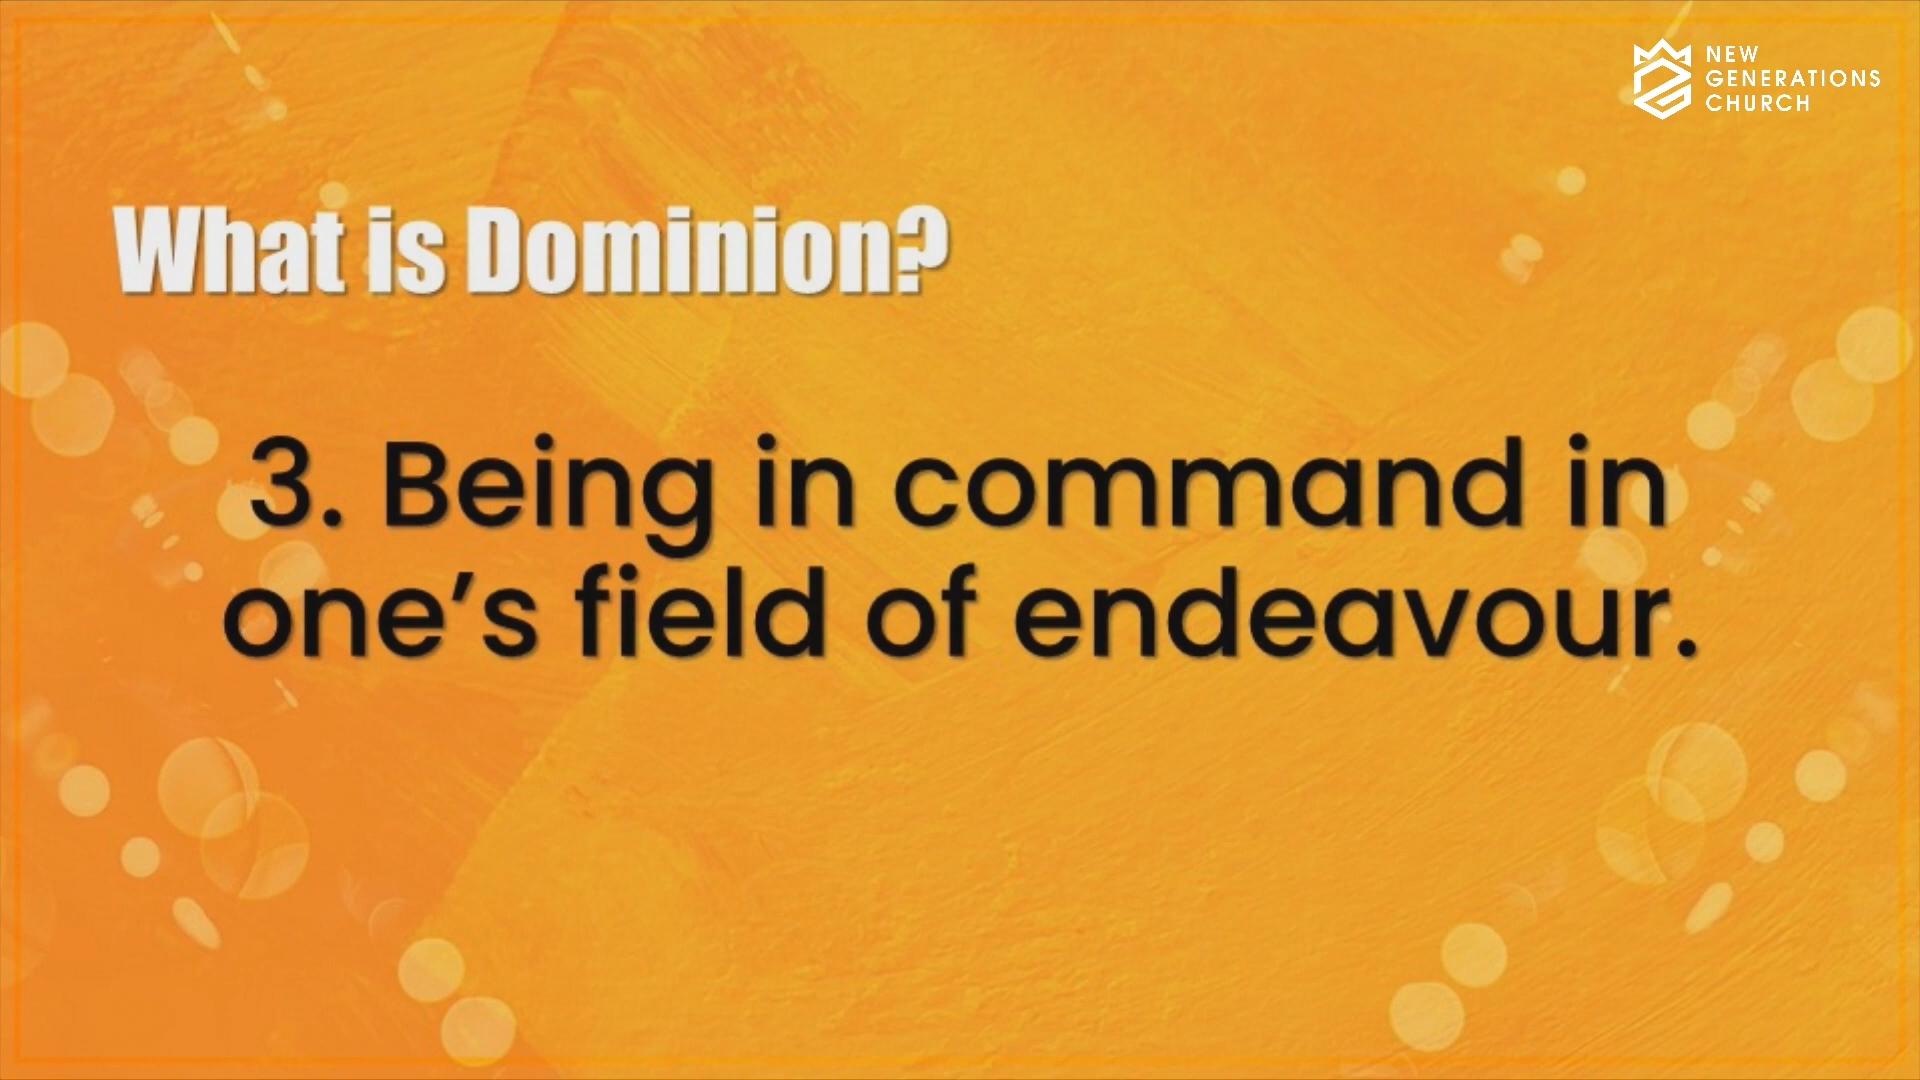 NEW
GENERATIONS
CHURCH
What is Dominion?
3. Being in command in
one’s field of endeavour.